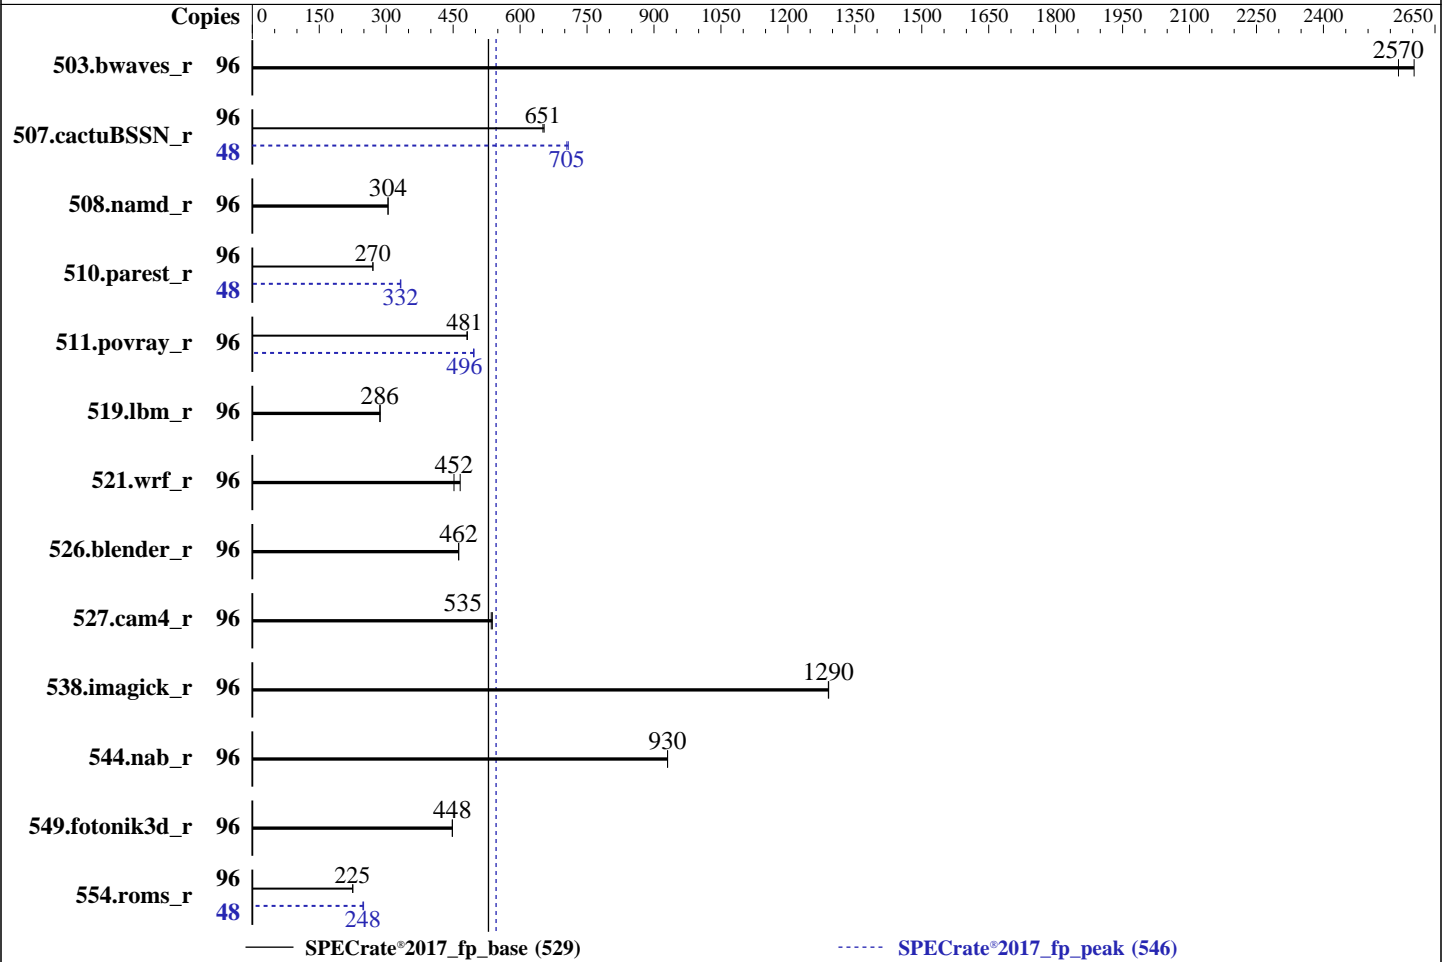 Copies 0 150 300 450 600 750 900 1050 1200 1350 1500 1650 1800 1950 2100 2250 2400 2650
503.bwaves_r 96 2570
507.cactuBSSN_r 96 651
48 705
508.namd_r 96 304
510.parest_r 96 270
48 332
511.povray_r 96 481
496
519.lbm_r 96 286
521.wrf_r 96 452
526.blender_r 96 462
527.cam4_r 96 535
538.imagick_r 96 1290
544.nab_r 96 930
549.fotonik3d_r 96 448
554.roms_r 96 225
48 248
SPECrate®2017_fp_base (529) SPECrate®2017_fp_peak (546)